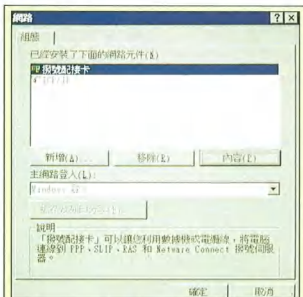 網路
組態
已經安裝了下面的網路元件(N)
撥號配接卡
新增(A)...
移除(E)
內容(P)
主網路登入(L):
說明
「撥號配接卡」可以讓您利用數據機或電纜線，將電腦
連線到 PPP、SLIP、RAS 和 Netware Connect 撥號伺服
器。
確定
取消